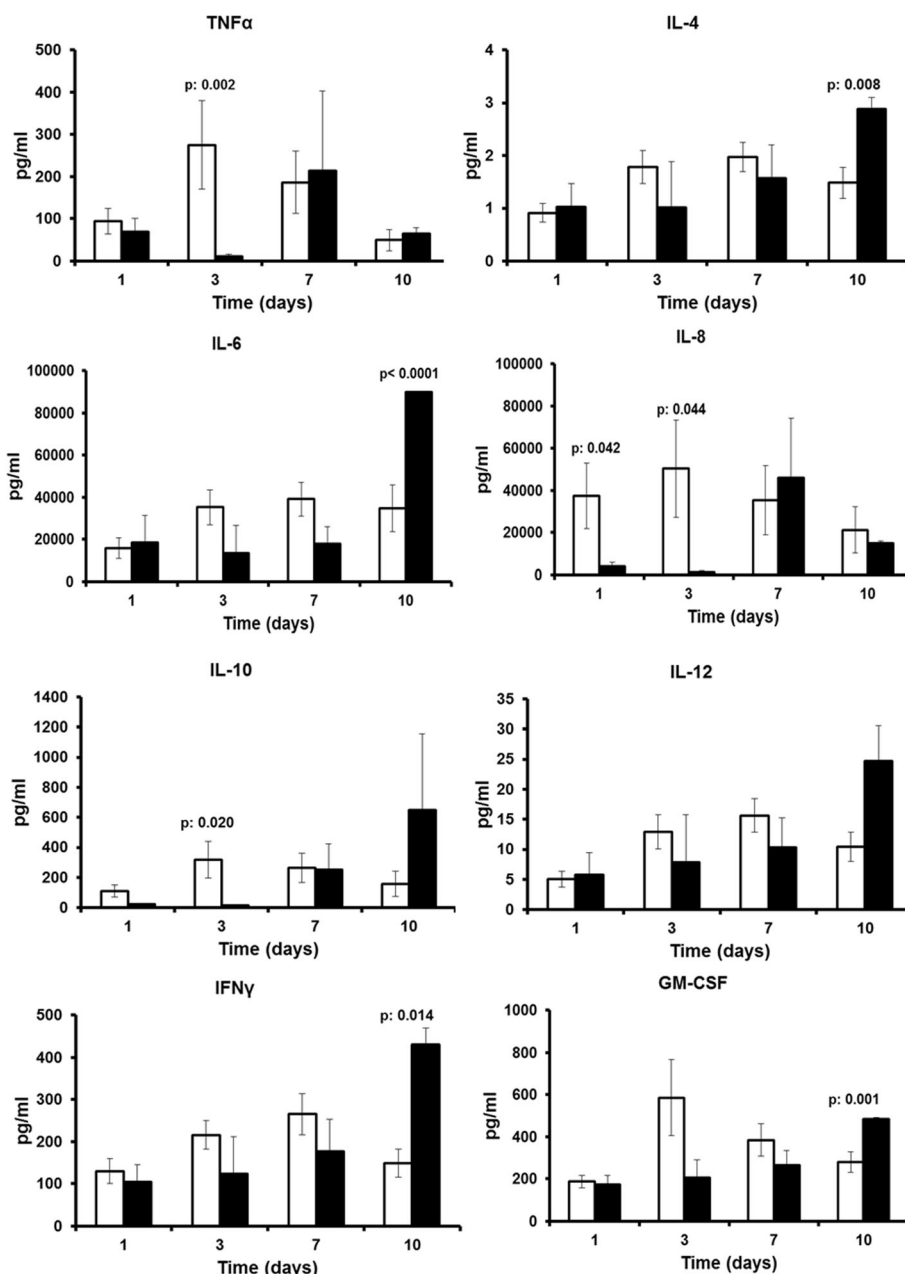 TNFα
500
400
300
200
100
0
pg/ml
p: 0.002
1 3 7 10
Time (days)
IL-4
4
3
2
1
0
pg/ml
p: 0.008
1 3 7 10
Time (days)
IL-6
100000
80000
60000
40000
20000
0
pg/ml
p< 0.0001
1 3 7 10
Time (days)
IL-8
100000
80000
60000
40000
20000
0
pg/ml
p: 0.042
p: 0.044
1 3 7 10
Time (days)
IL-10
1400
1200
1000
800
600
400
200
0
pg/ml
p: 0.020
1 3 7 10
Time (days)
IL-12
35
30
25
20
15
10
5
0
pg/ml
1 3 7 10
Time (days)
IFNγ
500
400
300
200
100
0
pg/ml
p: 0.014
1 3 7 10
Time (days)
GM-CSF
1000
800
600
400
200
0
pg/ml
p: 0.001
1 3 7 10
Time (days)